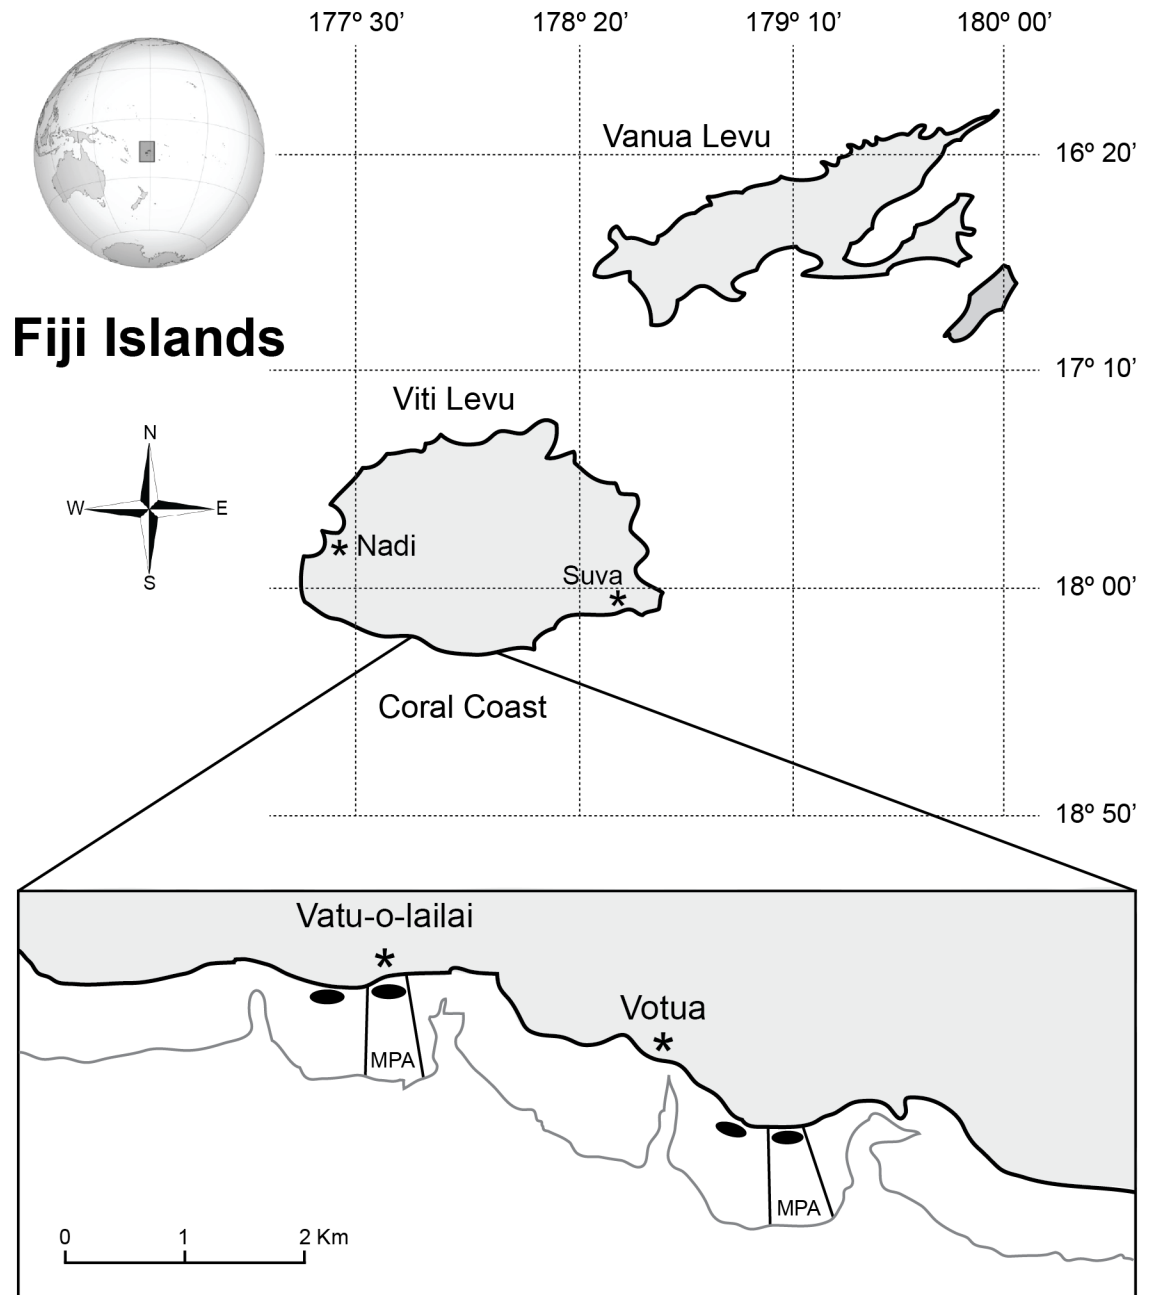 177º 30’ 178º 20’ 179º 10’ 180º 00’
Vanua Levu
16º 20’
Fiji Islands
17º 10’
Viti Levu
N
W E
S
Nadi
Suva
18º 00’
Coral Coast
18º 50’
Vatu-o-lailai
*
Votua
*
MPA
MPA
0 1 2 Km